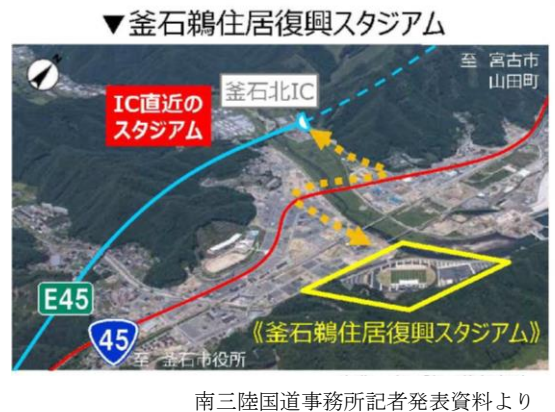 ▼釜石鵜住居復興スタジアム
至 宮古市
山田町
釜石北IC
IC直近の
スタジアム
E45
45
《釜石鵜住居復興スタジアム》
至 釜石市役所
南三陸国道事務所記者発表資料より